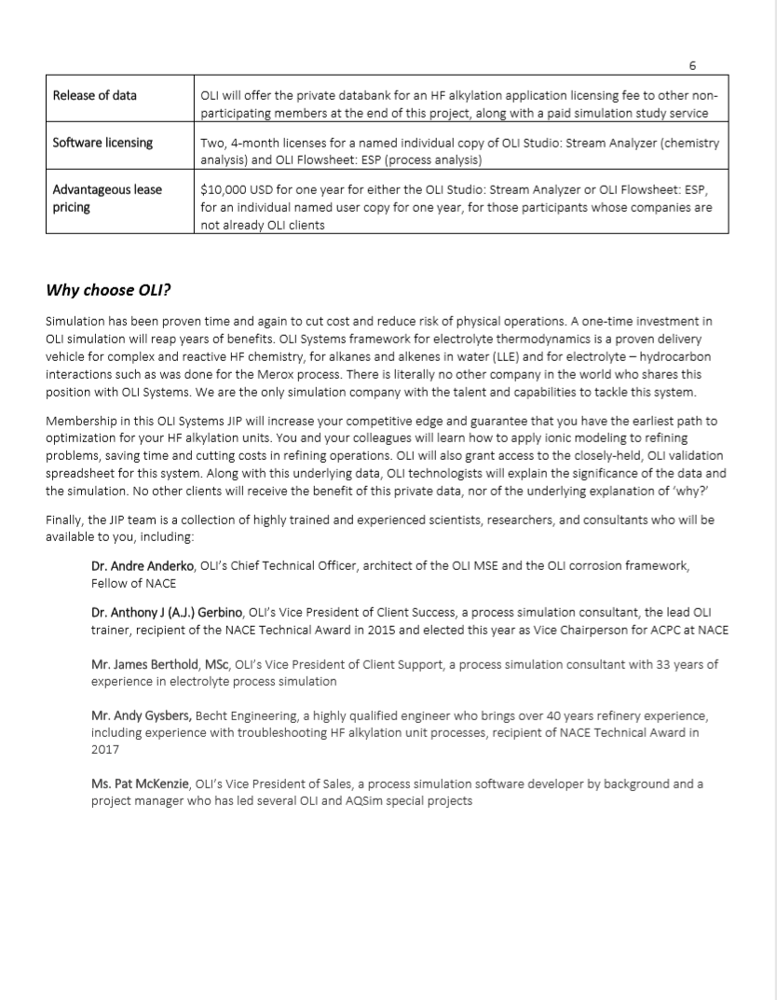 6
Release of data
OLI will offer the private databank for an HF alkylation application licensing fee to other non-
participating members at the end of this project, along with a paid simulation study service
Software licensing
Two, 4-month licenses for a named individual copy of OLI Studio: Stream Analyzer (chemistry
analysis) and OLI Flowsheet: ESP (process analysis)
Advantageous lease
pricing
$10,000 USD for one year for either the OLI Studio: Stream Analyzer or OLI Flowsheet: ESP,
for an individual named user copy for one year, for those participants whose companies are
not already OLI clients
Why choose OLI?
Simulation has been proven time and again to cut cost and reduce risk of physical operations. A one-time investment in
OLI simulation will reap years of benefits. OLI Systems framework for electrolyte thermodynamics is a proven delivery
vehicle for complex and reactive HF chemistry, for alkanes and alkenes in water (LLE) and for electrolyte – hydrocarbon
interactions such as was done for the Merox process. There is literally no other company in the world who shares this
position with OLI Systems. We are the only simulation company with the talent and capabilities to tackle this system.
Membership in this OLI Systems JIP will increase your competitive edge and guarantee that you have the earliest path to
optimization for your HF alkylation units. You and your colleagues will learn how to apply ionic modeling to refining
problems, saving time and cutting costs in refining operations. OLI will also grant access to the closely-held, OLI validation
spreadsheet for this system. Along with this underlying data, OLI technologists will explain the significance of the data and
the simulation. No other clients will receive the benefit of this private data, nor of the underlying explanation of ‘why?’
Finally, the JIP team is a collection of highly trained and experienced scientists, researchers, and consultants who will be
available to you, including:
Dr. Andre Anderko, OLI’s Chief Technical Officer, architect of the OLI MSE and the OLI corrosion framework,
Fellow of NACE
Dr. Anthony J (A.J.) Gerbino, OLI’s Vice President of Client Success, a process simulation consultant, the lead OLI
trainer, recipient of the NACE Technical Award in 2015 and elected this year as Vice Chairperson for ACPC at NACE
Mr. James Berthold, MSc, OLI’s Vice President of Client Support, a process simulation consultant with 33 years of
experience in electrolyte process simulation
Mr. Andy Gysbers, Becht Engineering, a highly qualified engineer who brings over 40 years refinery experience,
including experience with troubleshooting HF alkylation unit processes, recipient of NACE Technical Award in
2017
Ms. Pat McKenzie, OLI’s Vice President of Sales, a process simulation software developer by background and a
project manager who has led several OLI and AQSim special projects